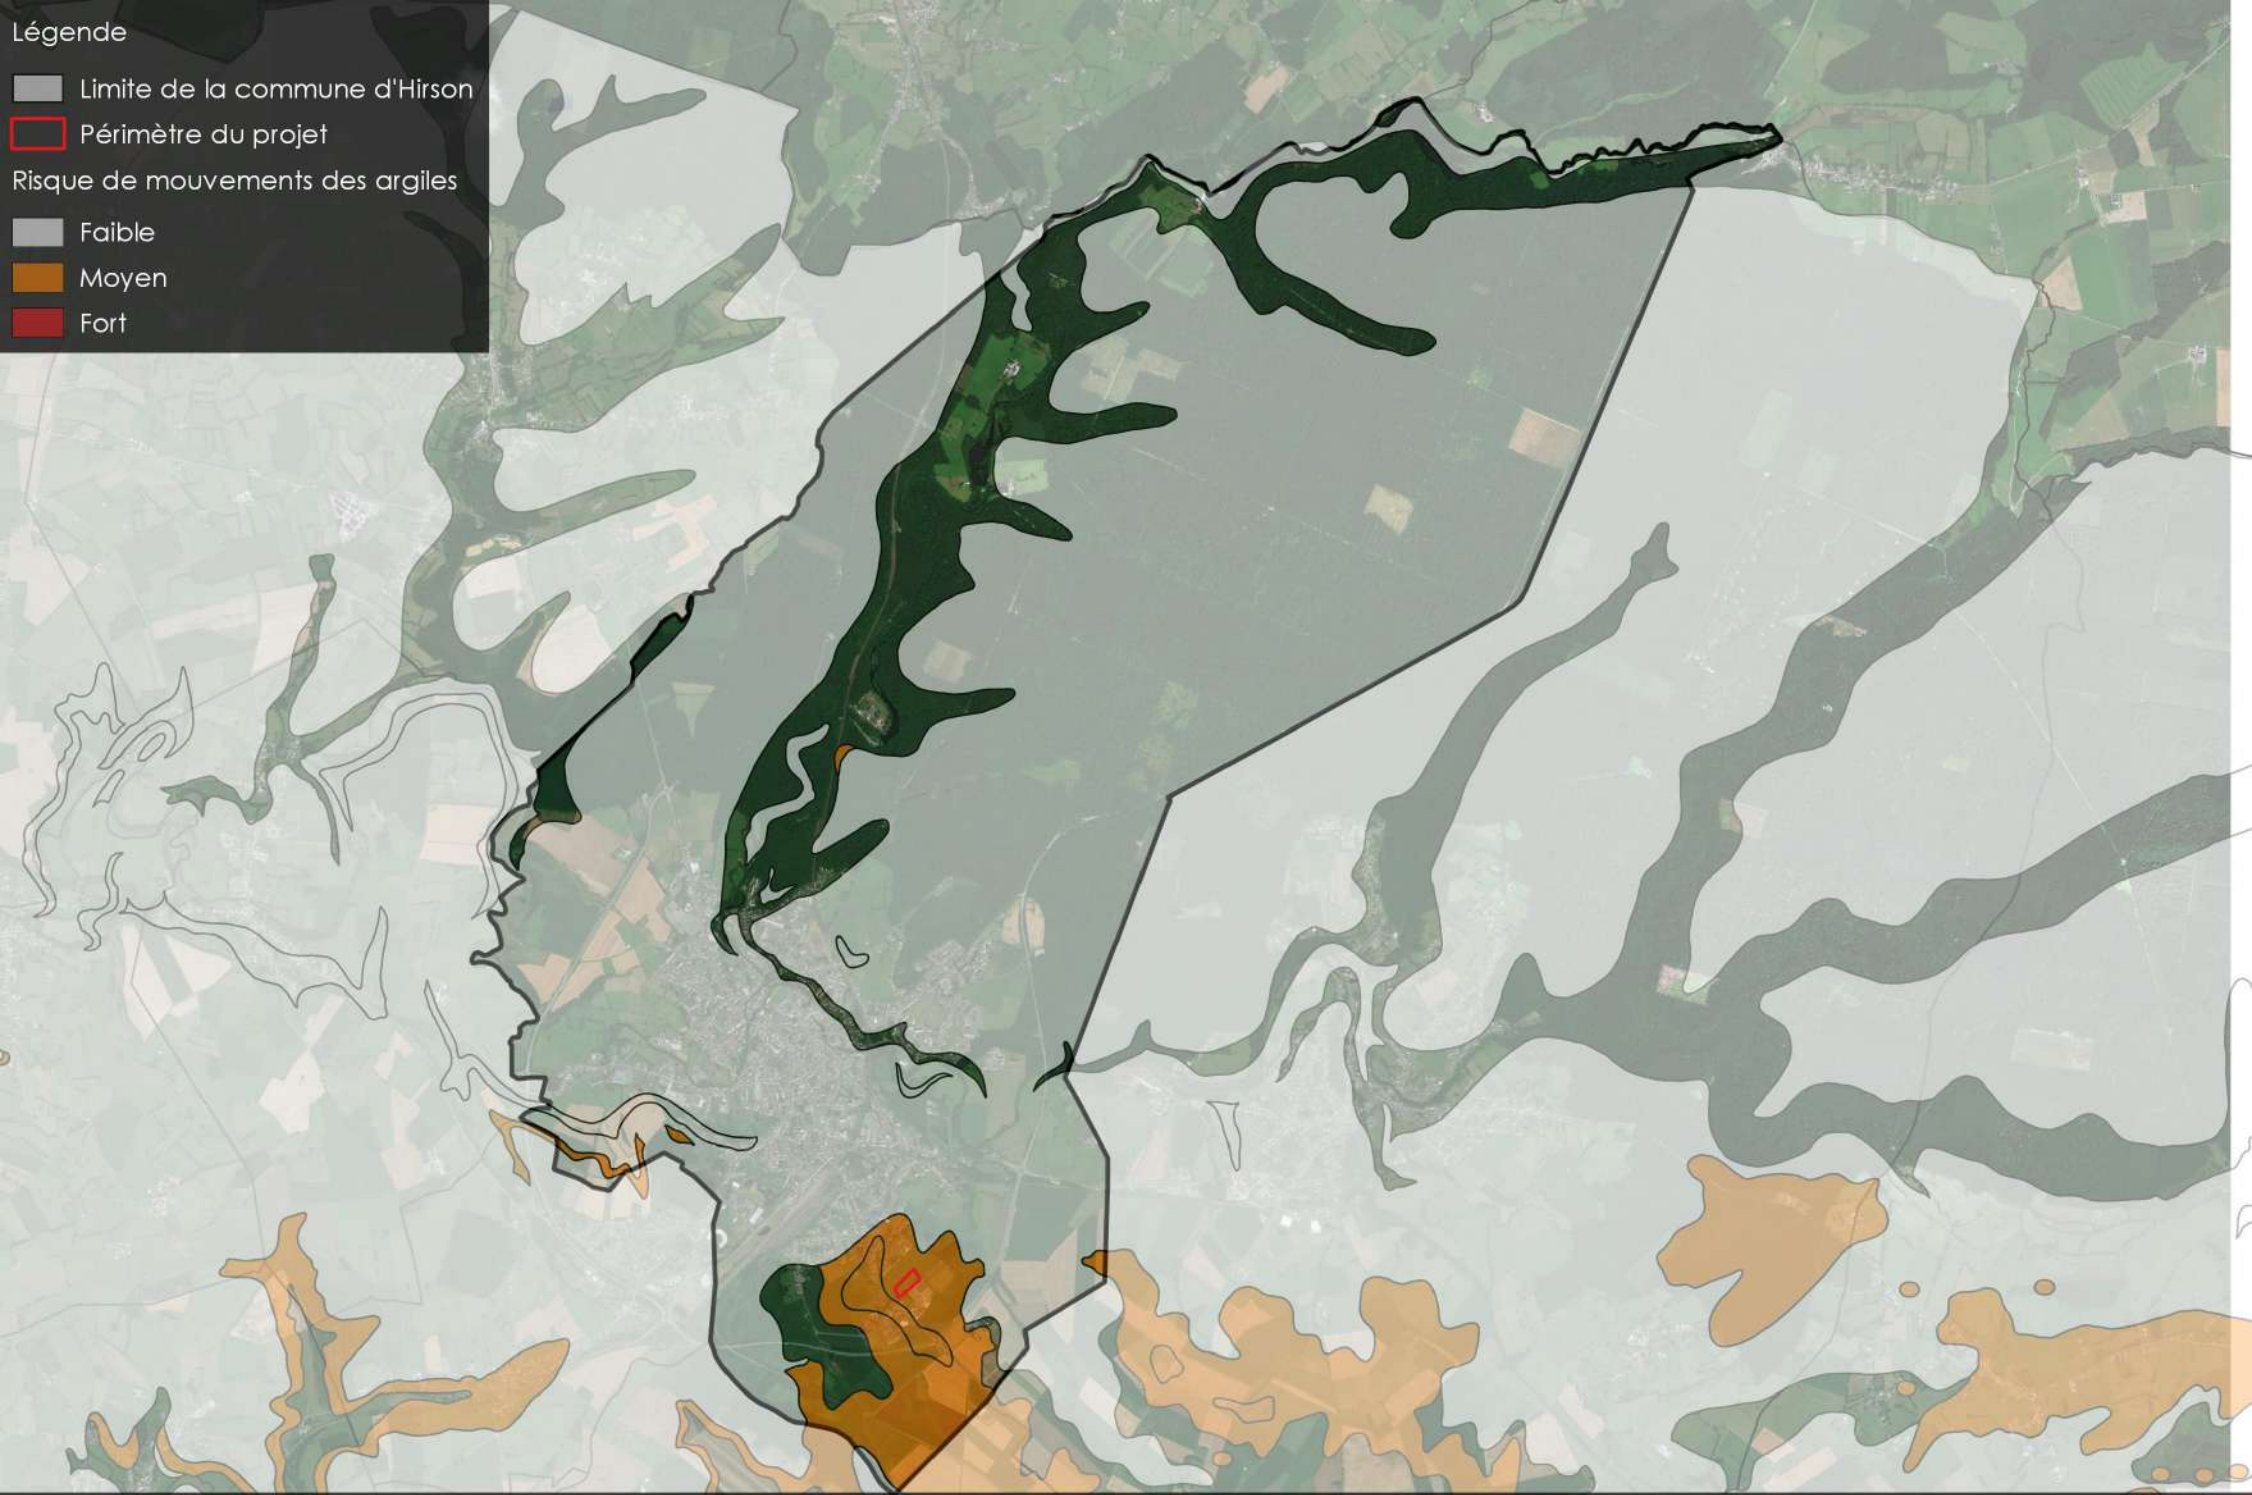 Légende
Limite de la commune d'Hirson
Périmètre du projet
Risque de mouvements des argiles
Faible
Moyen
Fort